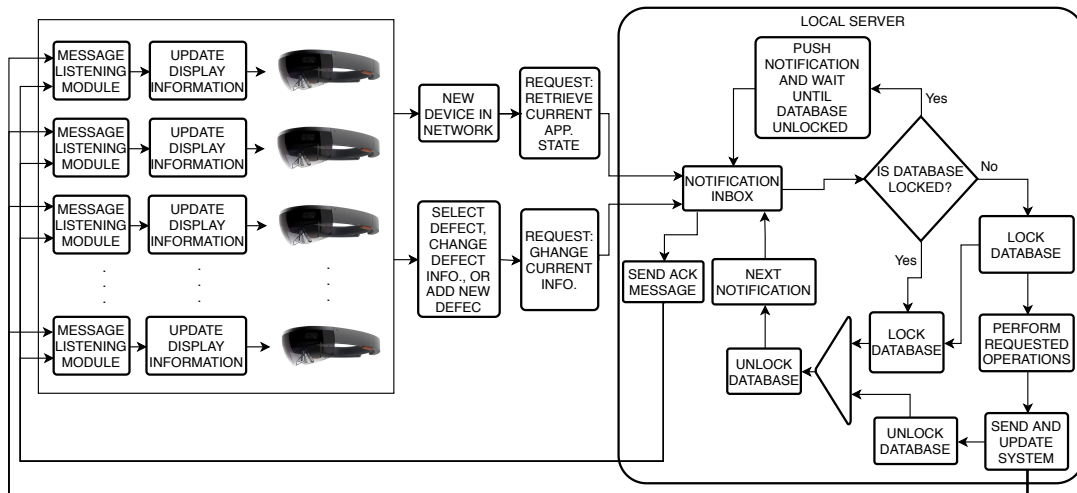 LOCAL SERVER
MESSAGE
LISTENING
MODULE
UPDATE
DISPLAY
INFORMATION
MESSAGE
LISTENING
MODULE
UPDATE
DISPLAY
INFORMATION
MESSAGE
LISTENING
MODULE
UPDATE
DISPLAY
INFORMATION
MESSAGE
LISTENING
MODULE
UPDATE
DISPLAY
INFORMATION
NEW
DEVICE IN
NETWORK
REQUEST:
RETRIEVE
CURRENT
APP.
STATE
SELECT
DEFECT,
CHANGE
DEFECT
INFO., OR
ADD NEW
DEFEC
REQUEST:
GHANGE
CURRENT
INFO.
PUSH
NOTIFICATION
AND WAIT
UNTIL
DATABASE
UNLOCKED
Yes
NOTIFICATION
INBOX
IS DATABASE
LOCKED?
No
Yes
SEND ACK
MESSAGE
NEXT
NOTIFICATION
LOCK
DATABASE
LOCK
DATABASE
PERFORM
REQUESTED
OPERATIONS
UNLOCK
DATABASE
UNLOCK
DATABASE
SEND AND
UPDATE
SYSTEM